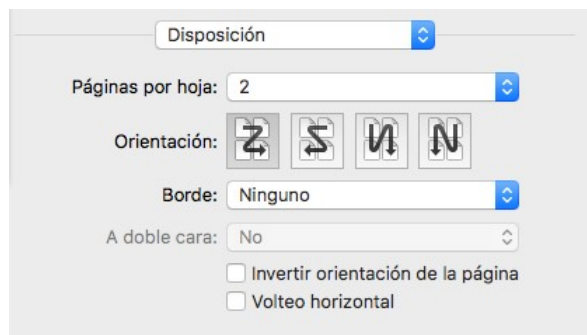 Disposición
Páginas por hoja: 2
Orientación:
Borde: Ninguno
A doble cara: No
Invertir orientación de la página
Volteo horizontal